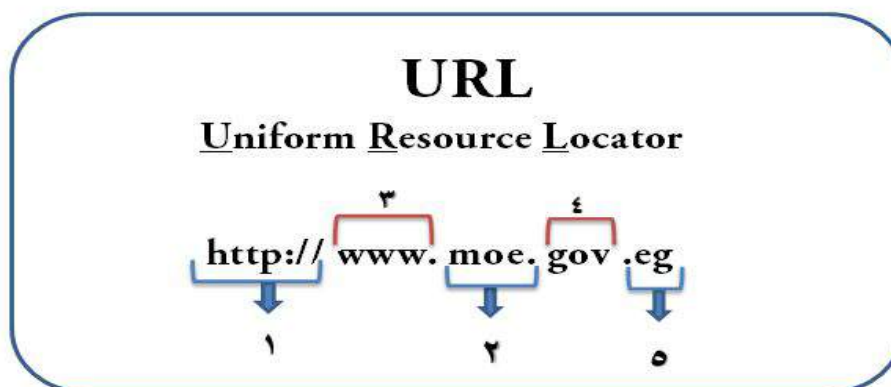 URL
Uniform Resource Locator
٣ ٤
http:// www. moe. gov .eg
١ ٢ ٥